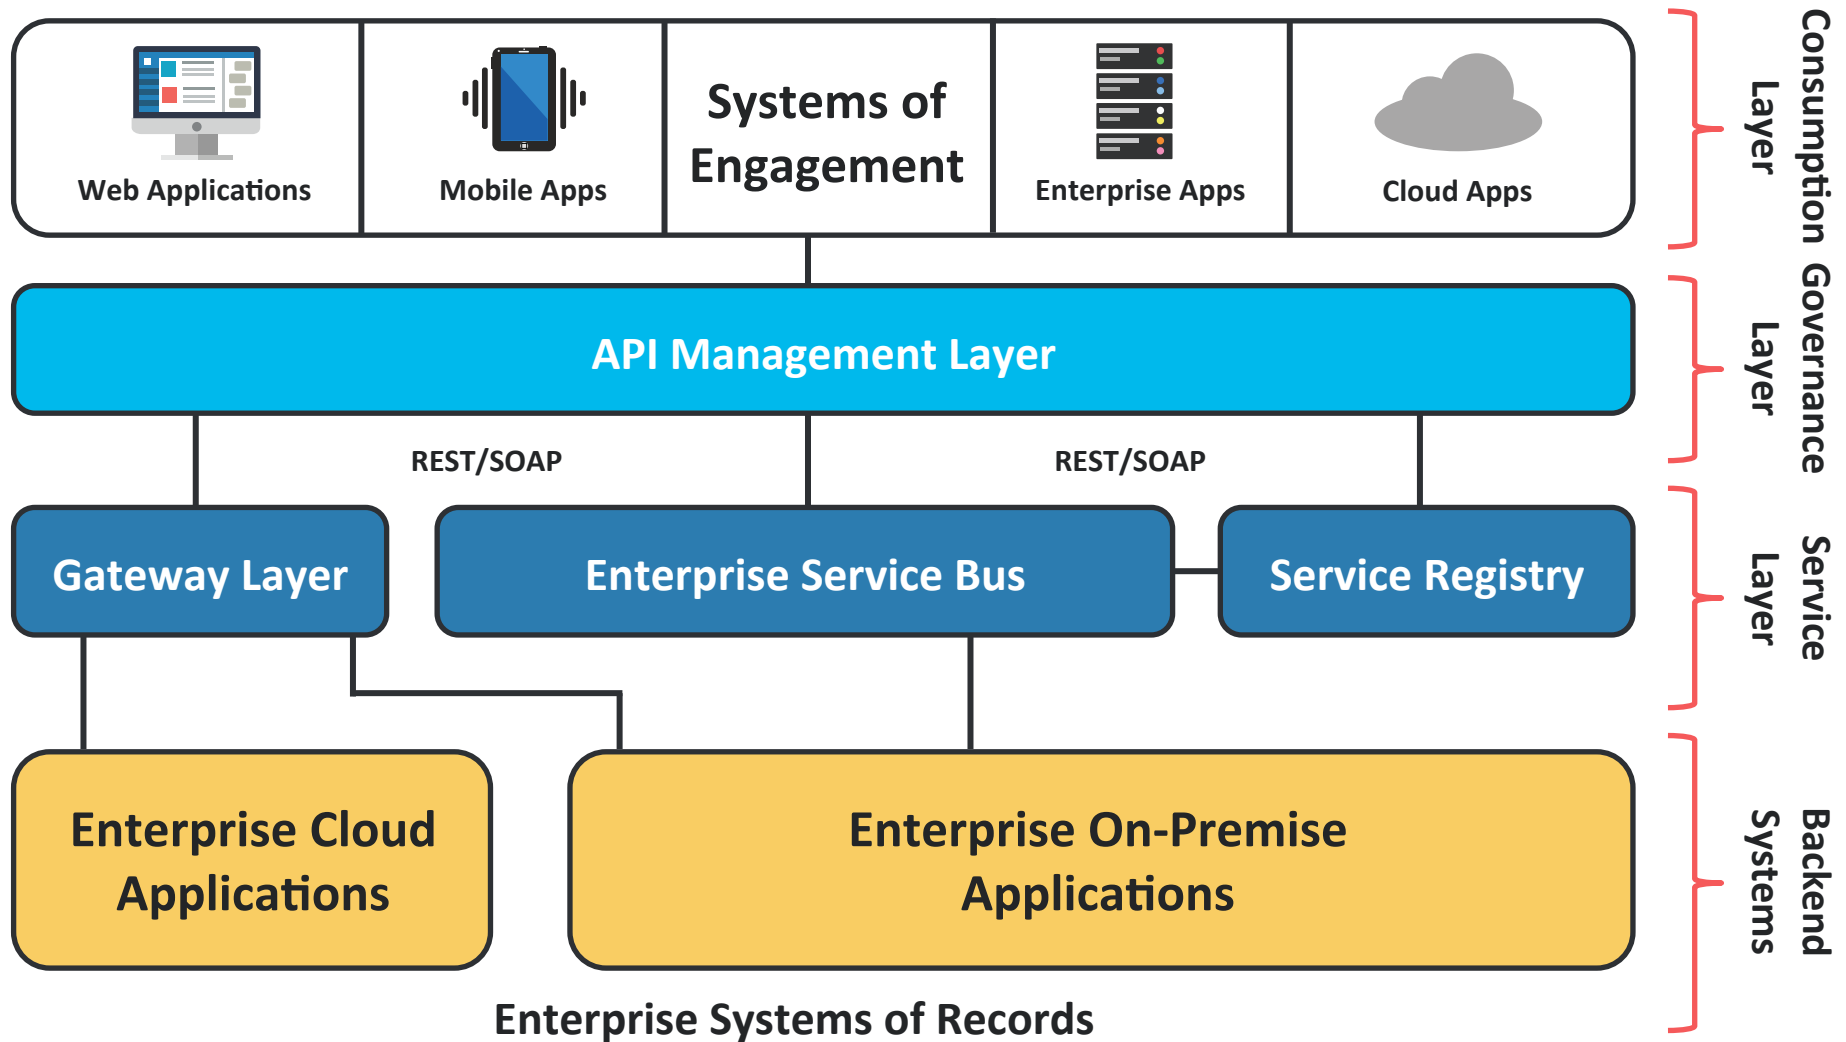 Web Applications
Mobile Apps
Systems of
Engagement
Enterprise Apps
Cloud Apps
Consumption
Layer
API Management Layer
Governance
Layer
REST/SOAP
REST/SOAP
Gateway Layer
Enterprise Service Bus
Service Registry
Service
Layer
Enterprise Cloud
Applications
Enterprise On-Premise
Applications
Backend
Systems
Enterprise Systems of Records